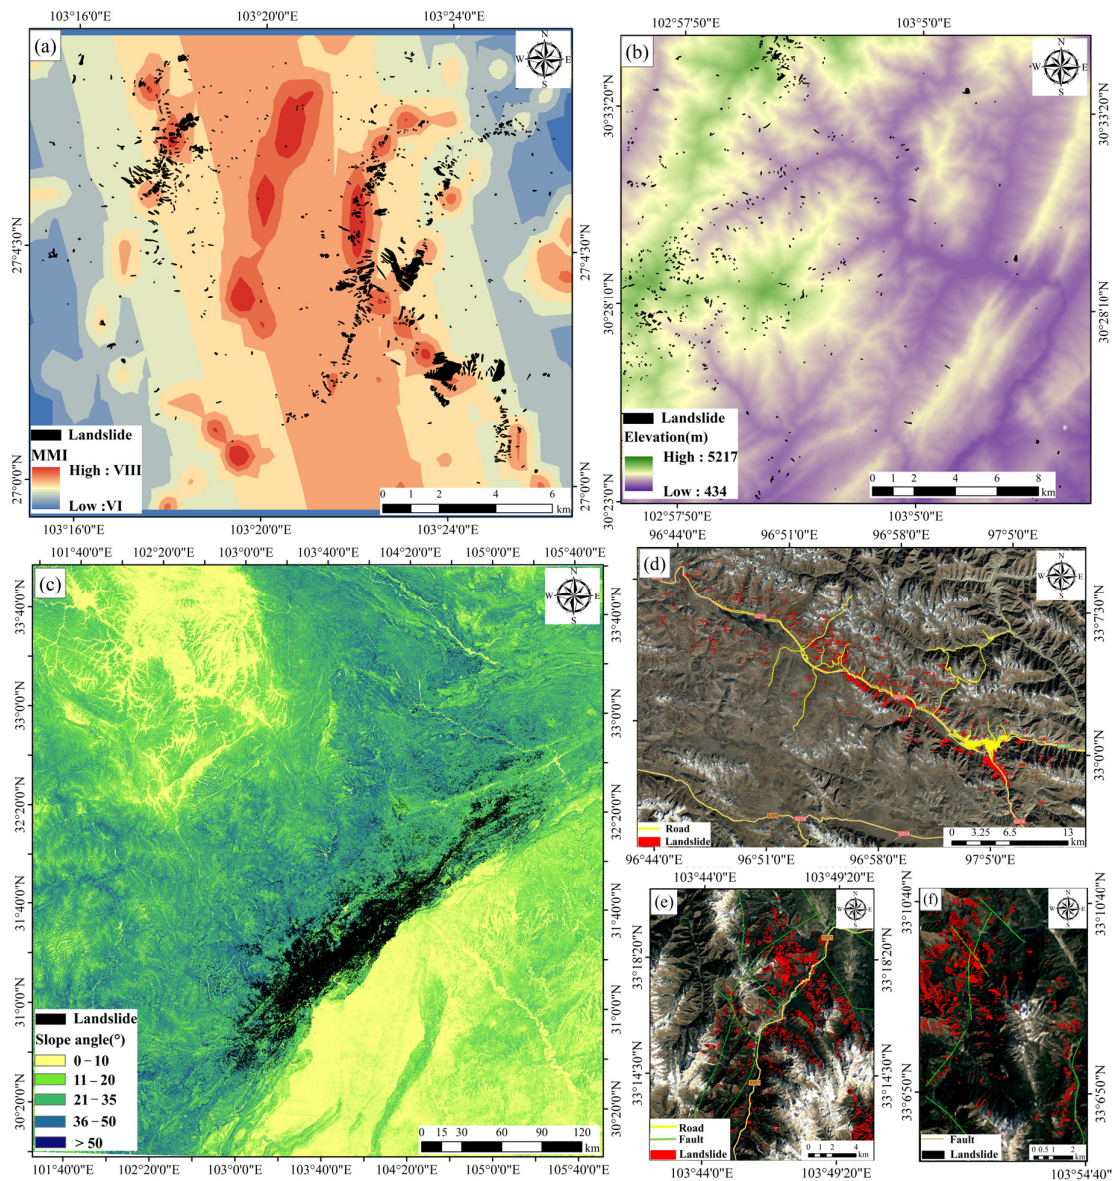 103°16'0"E 103°20'0"E 103°24'0"E
(a)
N
W E
S
27°4'30"N
27°0'0"N
27°4'30"N
27°0'0"N
Landslide
MMI
High : VIII
Low :VI
0 1 2 3 4 6
km
103°16'0"E 103°20'0"E 103°24'0"E
102°57'50"E 103°5'0"E
(b)
N
W E
S
30°33'20"N
30°28'10"N
30°23'0"N
30°33'20"N
30°28'10"N
Landslide
Elevation(m)
High : 5217
Low : 434
0 1 2 4 6 8
km
102°57'50"E 103°5'0"E
101°40'0"E 102°20'0"E 103°0'0"E 103°40'0"E 104°20'0"E 105°0'0"E 105°40'0"E
(c)
N
W E
S
33°40'0"N
33°0'0"N
32°20'0"N
31°40'0"N
31°0'0"N
30°20'0"N
33°40'0"N
33°0'0"N
32°20'0"N
31°40'0"N
31°0'0"N
30°20'0"N
Landslide
Slope angle(°)
0 – 10
11 – 20
21 – 35
36 – 50
> 50
0 15 30 60 90 120
km
101°40'0"E 102°20'0"E 103°0'0"E 103°40'0"E 104°20'0"E 105°0'0"E 105°40'0"E
96°44'0"E 96°51'0"E 96°58'0"E 97°5'0"E
(d)
N
W E
S
33°7'30"N
33°0'0"N
Road
Landslide
0 3.25 6.5 13
km
96°44'0"E 96°51'0"E 96°58'0"E 97°5'0"E
103°44'0"E 103°49'20"E
(e)
N
W E
S
33°18'20"N
33°14'30"N
33°18'20"N
33°14'30"N
Road
Fault
Landslide
0 1 2 4
km
103°44'0"E 103°49'20"E
(f)
N
W E
S
33°10'40"N
33°6'50"N
33°10'40"N
33°6'50"N
Fault
Landslide
0 0.5 1 2
km
103°54'40"E